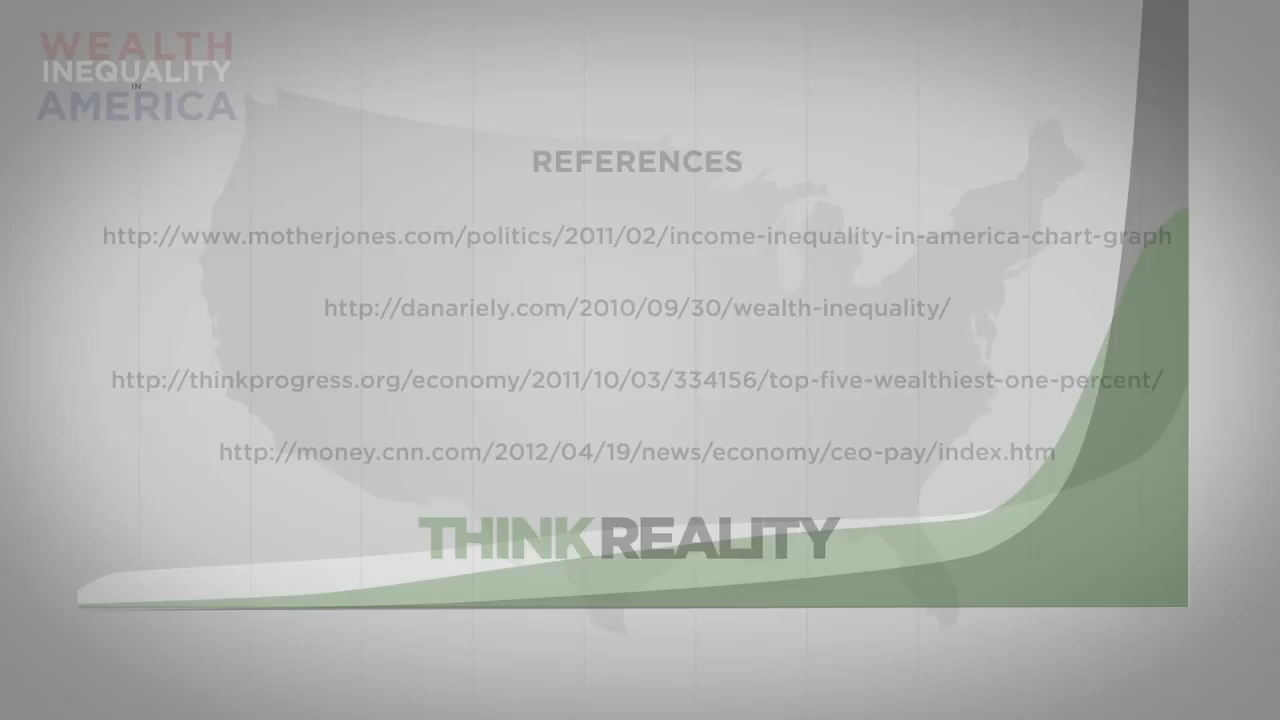 WEALTH
INEQUALITY
IN
AMERICA
REFERENCES
http://www.motherjones.com/politics/2011/02/income-inequality-in-america-chart-graph
http://danariely.com/2010/09/30/wealth-inequality/
http://thinkprogress.org/economy/2011/10/03/334156/top-five-wealthiest-one-percent/
http://money.cnn.com/2012/04/19/news/economy/ceo-pay/index.htm
THINKREALITY